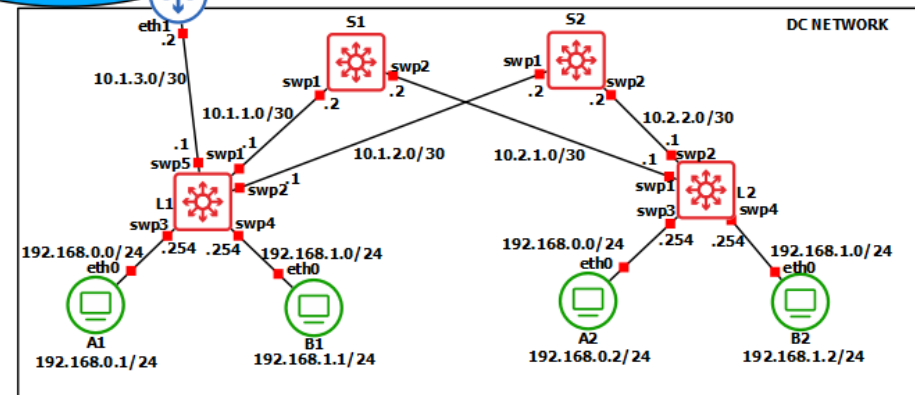 DC NETWORK
S1
S2
eth1
.2
10.1.3.0/30
swp1
.2
swp2
.2
swp1
.2
swp2
.2
10.1.1.0/30
10.2.2.0/30
10.1.2.0/30
10.2.1.0/30
.1
swp5
swp1
.1
swp2
.1
L1
.1
swp2
.1
swp1
L2
swp3
.254
swp4
.254
swp3
.254
swp4
.254
192.168.0.0/24
eth0
192.168.1.0/24
eth0
192.168.0.0/24
eth0
192.168.1.0/24
eth0
A1
192.168.0.1/24
B1
192.168.1.1/24
A2
192.168.0.2/24
B2
192.168.1.2/24